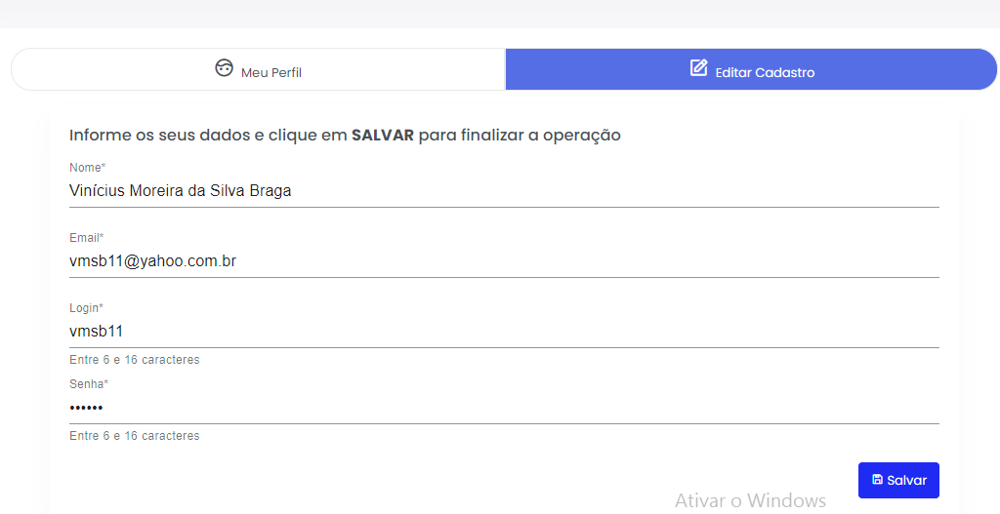 Meu Perfil
Editar Cadastro
Informe os seus dados e clique em SALVAR para finalizar a operação
Nome*
Vinícius Moreira da Silva Braga
Email*
vmsb11@yahoo.com.br
Login*
vmsb11
Entre 6 e 16 caracteres
Senha*
••••••
Entre 6 e 16 caracteres
Salvar
Ativar o Windows